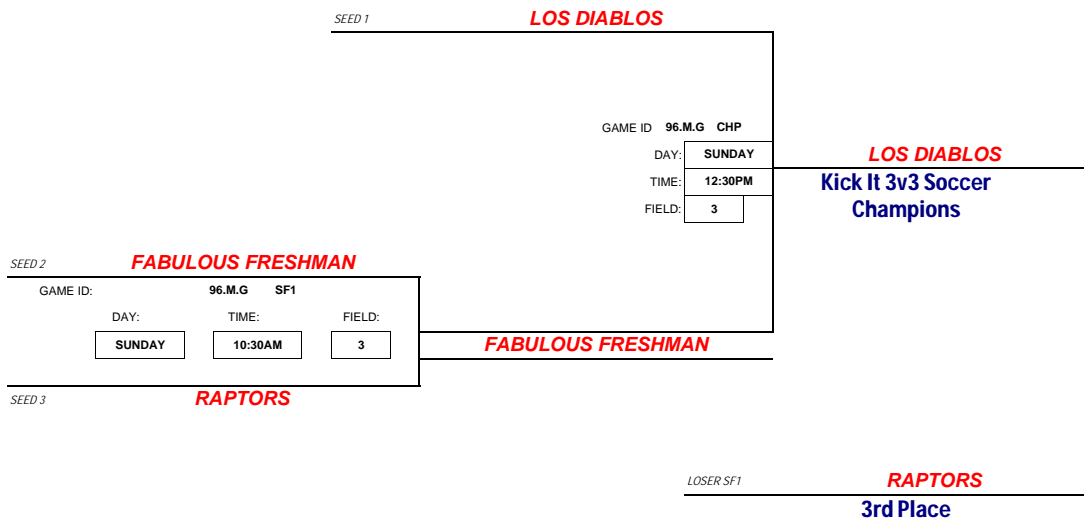 SEED 1 LOS DIABLOS
GAME ID 96.M.G CHP
DAY: SUNDAY
LOS DIABLOS
TIME: 12:30PM
Kick It 3v3 Soccer
Champions
FIELD: 3
SEED 2 FABULOUS FRESHMAN
GAME ID: 96.M.G SF1
DAY: TIME: FIELD:
SUNDAY 10:30AM 3
FABULOUS FRESHMAN
SEED 3 RAPTORS
LOSER SF1 RAPTORS
3rd Place